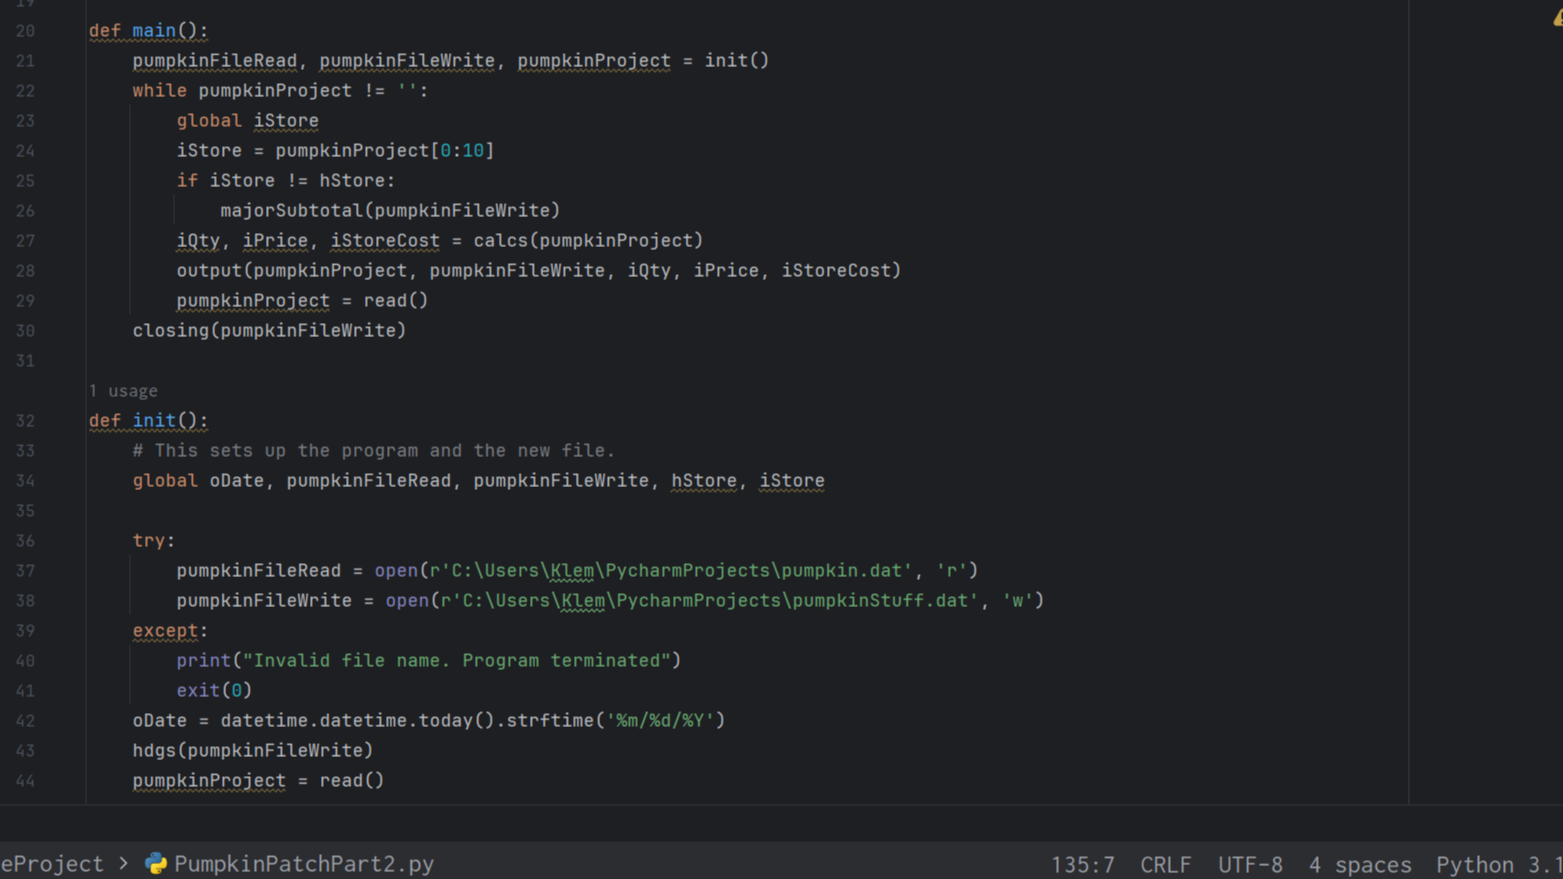 19
20 def main():
21 pumpkinFileRead, pumpkinFileWrite, pumpkinProject = init()
22 while pumpkinProject != '':
23 global iStore
24 iStore = pumpkinProject[0:10]
25 if iStore != hStore:
26 majorSubtotal(pumpkinFileWrite)
27 iQty, iPrice, iStoreCost = calcs(pumpkinProject)
28 output(pumpkinProject, pumpkinFileWrite, iQty, iPrice, iStoreCost)
29 pumpkinProject = read()
30 closing(pumpkinFileWrite)
31
1 usage
32 def init():
33 # This sets up the program and the new file.
34 global oDate, pumpkinFileRead, pumpkinFileWrite, hStore, iStore
35
36 try:
37 pumpkinFileRead = open(r'C:\Users\Klem\PycharmProjects\pumpkin.dat', 'r')
38 pumpkinFileWrite = open(r'C:\Users\Klem\PycharmProjects\pumpkinStuff.dat', 'w')
39 except:
40 print("Invalid file name. Program terminated")
41 exit(0)
42 oDate = datetime.datetime.today().strftime('%m/%d/%Y')
43 hdgs(pumpkinFileWrite)
44 pumpkinProject = read()
eProject > PumpkinPatchPart2.py 135:7 CRLF UTF-8 4 spaces Python 3.1